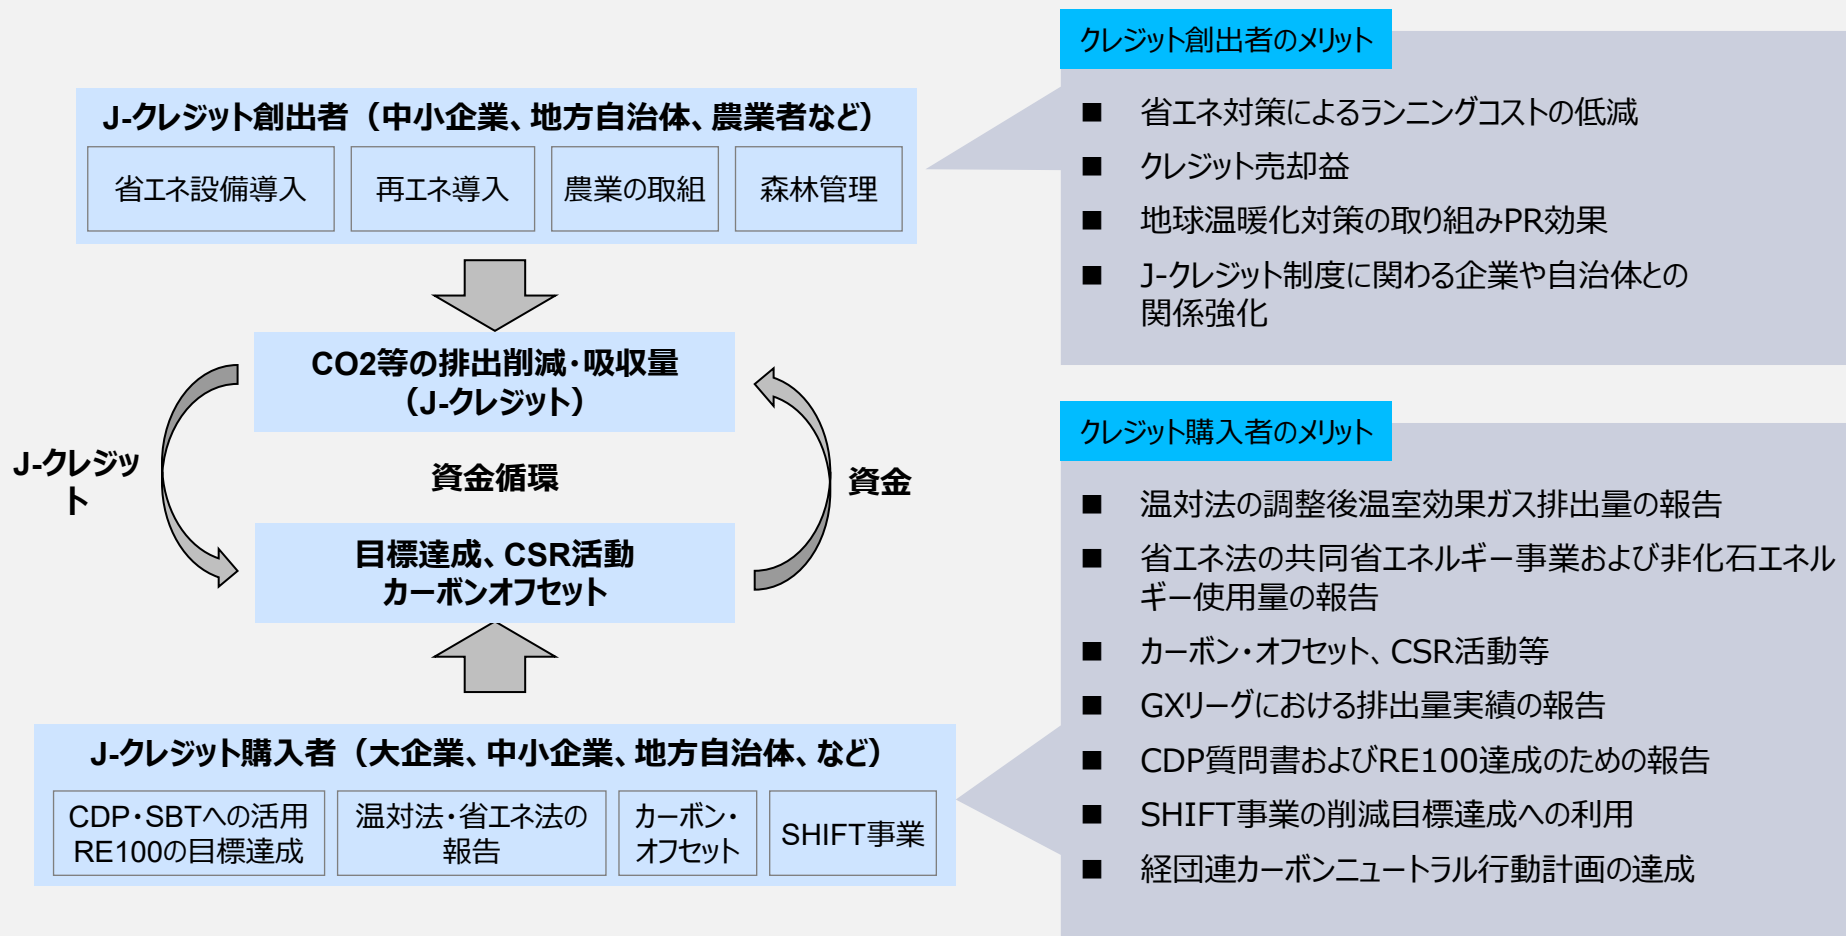 J-クレジット創出者（中小企業、地方自治体、農業者など）
省エネ設備導入
再エネ導入
農業の取組
森林管理
CO2等の排出削減・吸収量
（J-クレジット）
J-クレジッ
ト
資金循環
資金
目標達成、CSR活動
カーボンオフセット
J-クレジット購入者（大企業、中小企業、地方自治体、など）
CDP・SBTへの活用
RE100の目標達成
温対法・省エネ法の
報告
カーボン・
オフセット
SHIFT事業
クレジット創出者のメリット
■ 省エネ対策によるランニングコストの低減
■ クレジット売却益
■ 地球温暖化対策の取り組みPR効果
■ J-クレジット制度に関わる企業や自治体との
関係強化
クレジット購入者のメリット
■ 温対法の調整後温室効果ガス排出量の報告
■ 省エネ法の共同省エネルギー事業および非化石エネル
ギー使用量の報告
■ カーボン・オフセット、CSR活動等
■ GXリーグにおける排出量実績の報告
■ CDP質問書およびRE100達成のための報告
■ SHIFT事業の削減目標達成への利用
■ 経団連カーボンニュートラル行動計画の達成